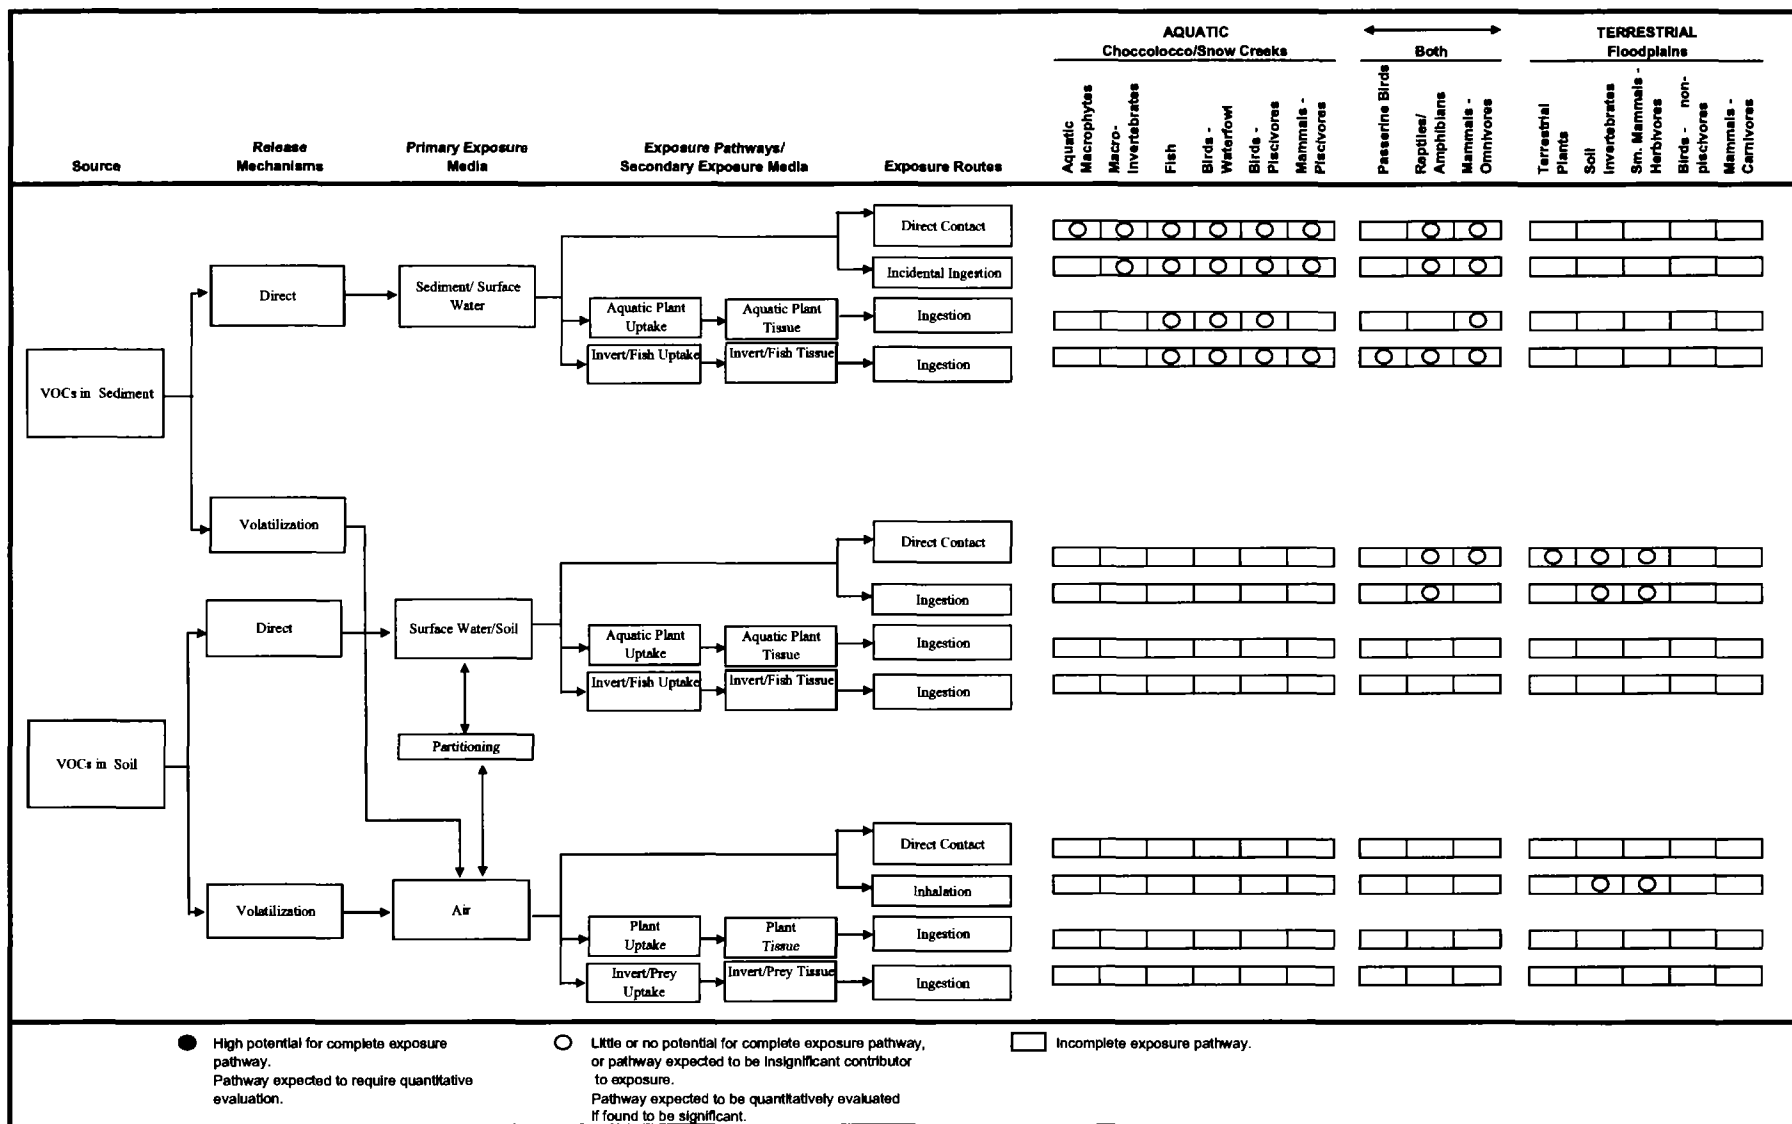 AQUATIC
Choccolocco/Snow Creeks
Both
TERRESTRIAL
Floodplains
Source
Release
Mechanisms
Primary Exposure
Media
Exposure Pathways/
Secondary Exposure Media
Exposure Routes
Aquatic
Macrophytes
Macro-
Invertebrates
Fish
Birds -
Waterfowl
Birds -
Piscivores
Mammals -
Piscivores
Passerine Birds
Reptiles/
Amphibians
Mammals -
Omnivores
Terrestrial
Plants
Soil
Invertebrates
Sm. Mammals -
Herbivores
Birds - non-
piscivores
Mammals -
Carnivores
VOCs in Sediment
Direct
Sediment/ Surface
Water
Direct Contact
Incidental Ingestion
Aquatic Plant
Uptake
Aquatic Plant
Tissue
Ingestion
Invert/Fish Uptake
Invert/Fish Tissue
Ingestion
Volatilization
VOCs in Soil
Direct
Surface Water/Soil
Direct Contact
Ingestion
Aquatic Plant
Uptake
Aquatic Plant
Tissue
Ingestion
Invert/Fish Uptake
Invert/Fish Tissue
Ingestion
Partitioning
Volatilization
Air
Direct Contact
Inhalation
Plant
Uptake
Plant
Tissue
Ingestion
Invert/Prey
Uptake
Invert/Prey Tissue
Ingestion
High potential for complete exposure
pathway.
Pathway expected to require quantitative
evaluation.
Little or no potential for complete exposure pathway,
or pathway expected to be insignificant contributor
to exposure.
Pathway expected to be quantitatively evaluated
if found to be significant.
Incomplete exposure pathway.